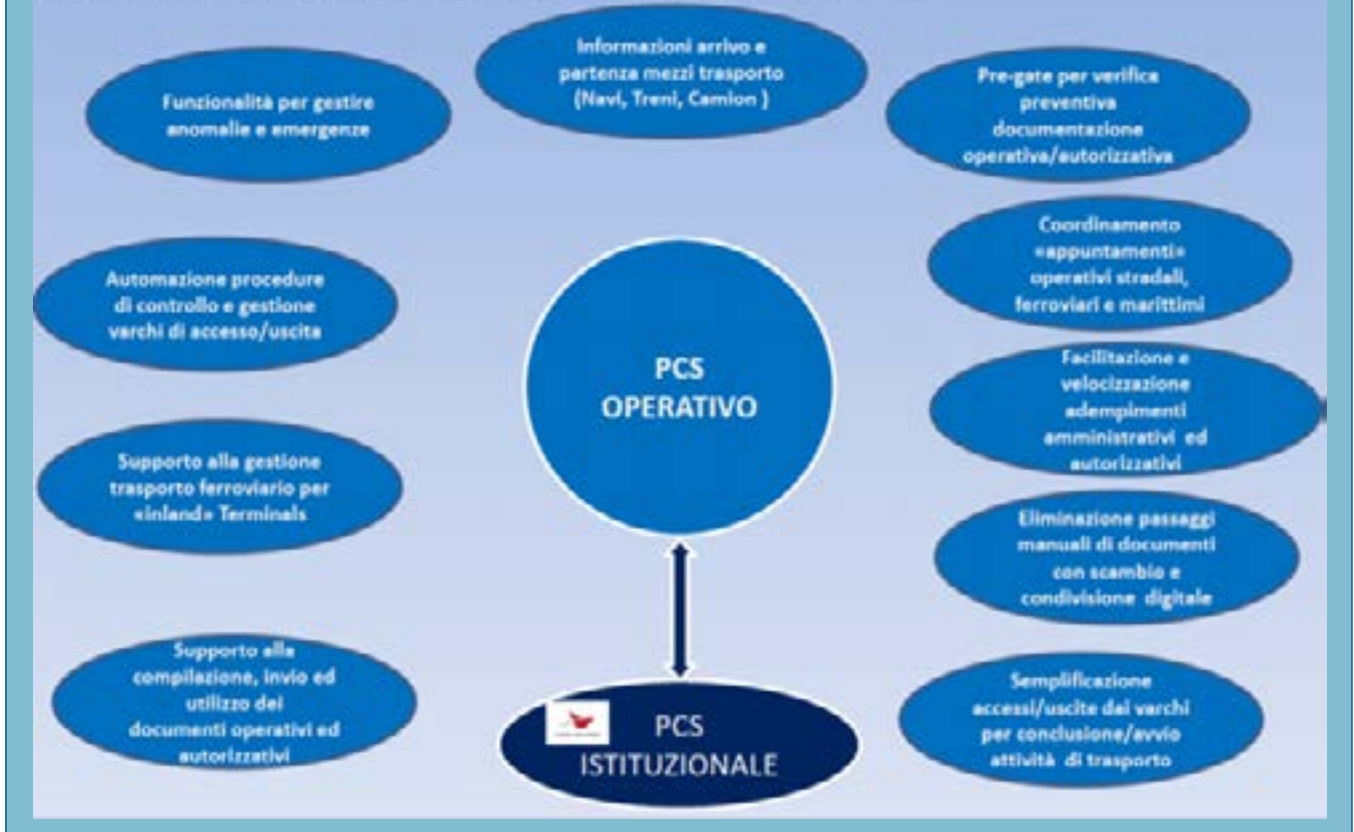 Informazioni arrivo e
partenza mezzi trasporto
(Navi, Treni, Camion )
Funzionalità per gestire
anomalie e emergenze
Pre-gate per verifica
preventiva
documentazione
operativa/autorizzativa
Automazione procedure
di controllo e gestione
varchi di accesso/uscita
Coordinamento
«appuntamenti»
operativi stradali,
ferroviari e marittimi
PCS
OPERATIVO
Facilitazione e
velocizzazione
adempimenti
amministrativi ed
autorizzativi
Supporto alla gestione
trasporto ferroviario per
«inland» Terminals
Eliminazione passaggi
manuali di documenti
con scambio e
condivisione digitale
Supporto alla
compilazione, invio ed
utilizzo dei
documenti operativi ed
autorizzativi
PCS
ISTITUZIONALE
Semplificazione
accessi/uscite dai varchi
per conclusione/avvio
attività di trasporto